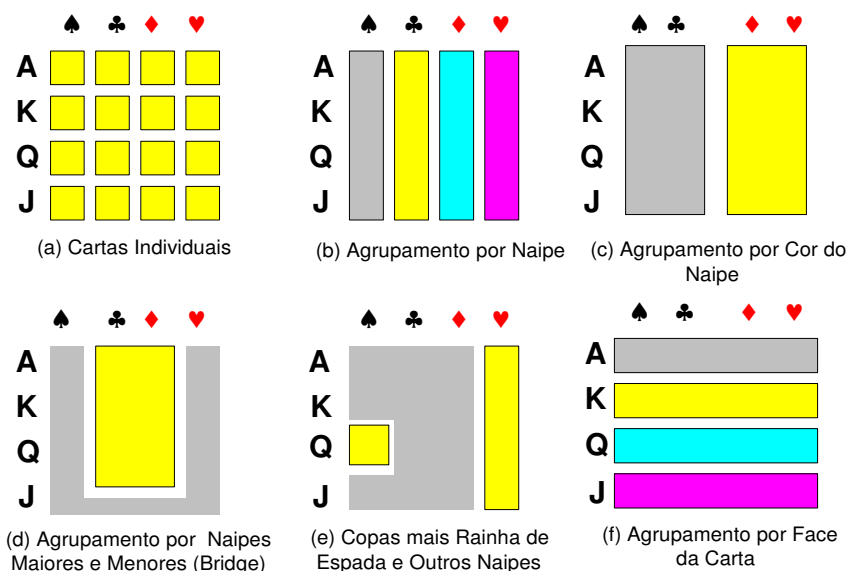 ♠ ♣ ♦ ♥
A
K
Q
J
(a) Cartas Individuais
♠ ♣ ♦ ♥
A
K
Q
J
(b) Agrupamento por Naipe
♠ ♣ ♦ ♥
A
K
Q
J
(c) Agrupamento por Cor do
Naipe
♠ ♣ ♦ ♥
A
K
Q
J
(d) Agrupamento por Naipes
Maiores e Menores (Bridge)
♠ ♣ ♦ ♥
A
K
Q
J
(e) Copas mais Rainha de
Espada e Outros Naipes
♠ ♣ ♦ ♥
A
K
Q
J
(f) Agrupamento por Face
da Carta